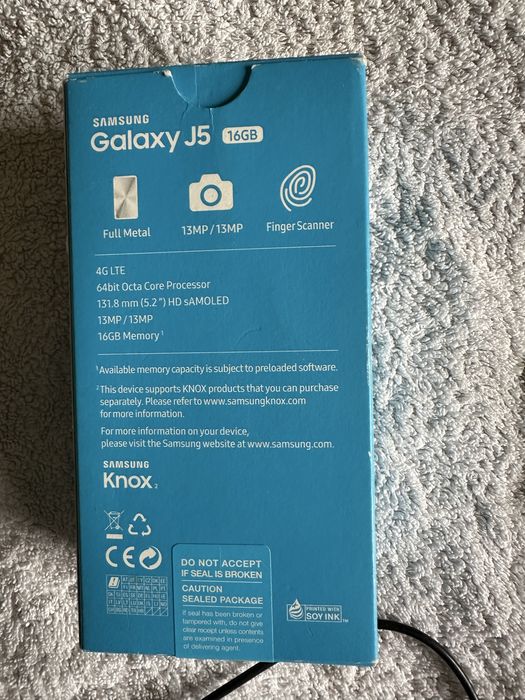 SAMSUNG
Galaxy J5 16GB
Full Metal
13MP / 13MP
Finger Scanner
4G LTE
64bit Octa Core Processor
131.8 mm (5.2 ") HD sAMOLED
13MP / 13MP
16GB Memory ¹
¹Available memory capacity is subject to preloaded software.
²This device supports KNOX products that you can purchase
separately. Please refer to www.samsungknox.com
for more information.
For more information on your device,
please visit the Samsung website at www.samsung.com.
SAMSUNG
Knox 2
CE
DO NOT ACCEPT
IF SEAL IS BROKEN
CAUTION
SEALED PACKAGE
If seal has been broken or
tampered with, do not give
clear receipt unless contents
are examined in presence
of delivering agent.
PRINTED WITH
SOY INK™